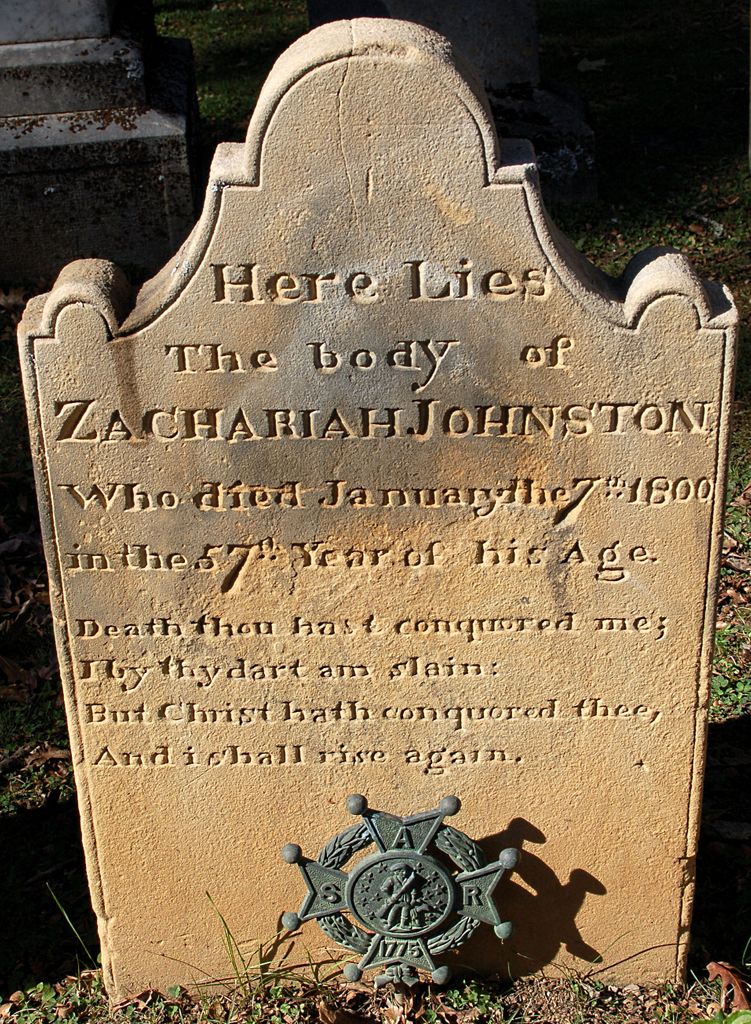 Here Lies
The body of
ZACHARIAH JOHNSTON
Who died January the 7th 1800
in the 57th Year of his Age.
Death thou hast conquored me;
I by thy dart am slain:
But Christ hath conquored thee,
And i shall rise again.
A
S R
1775